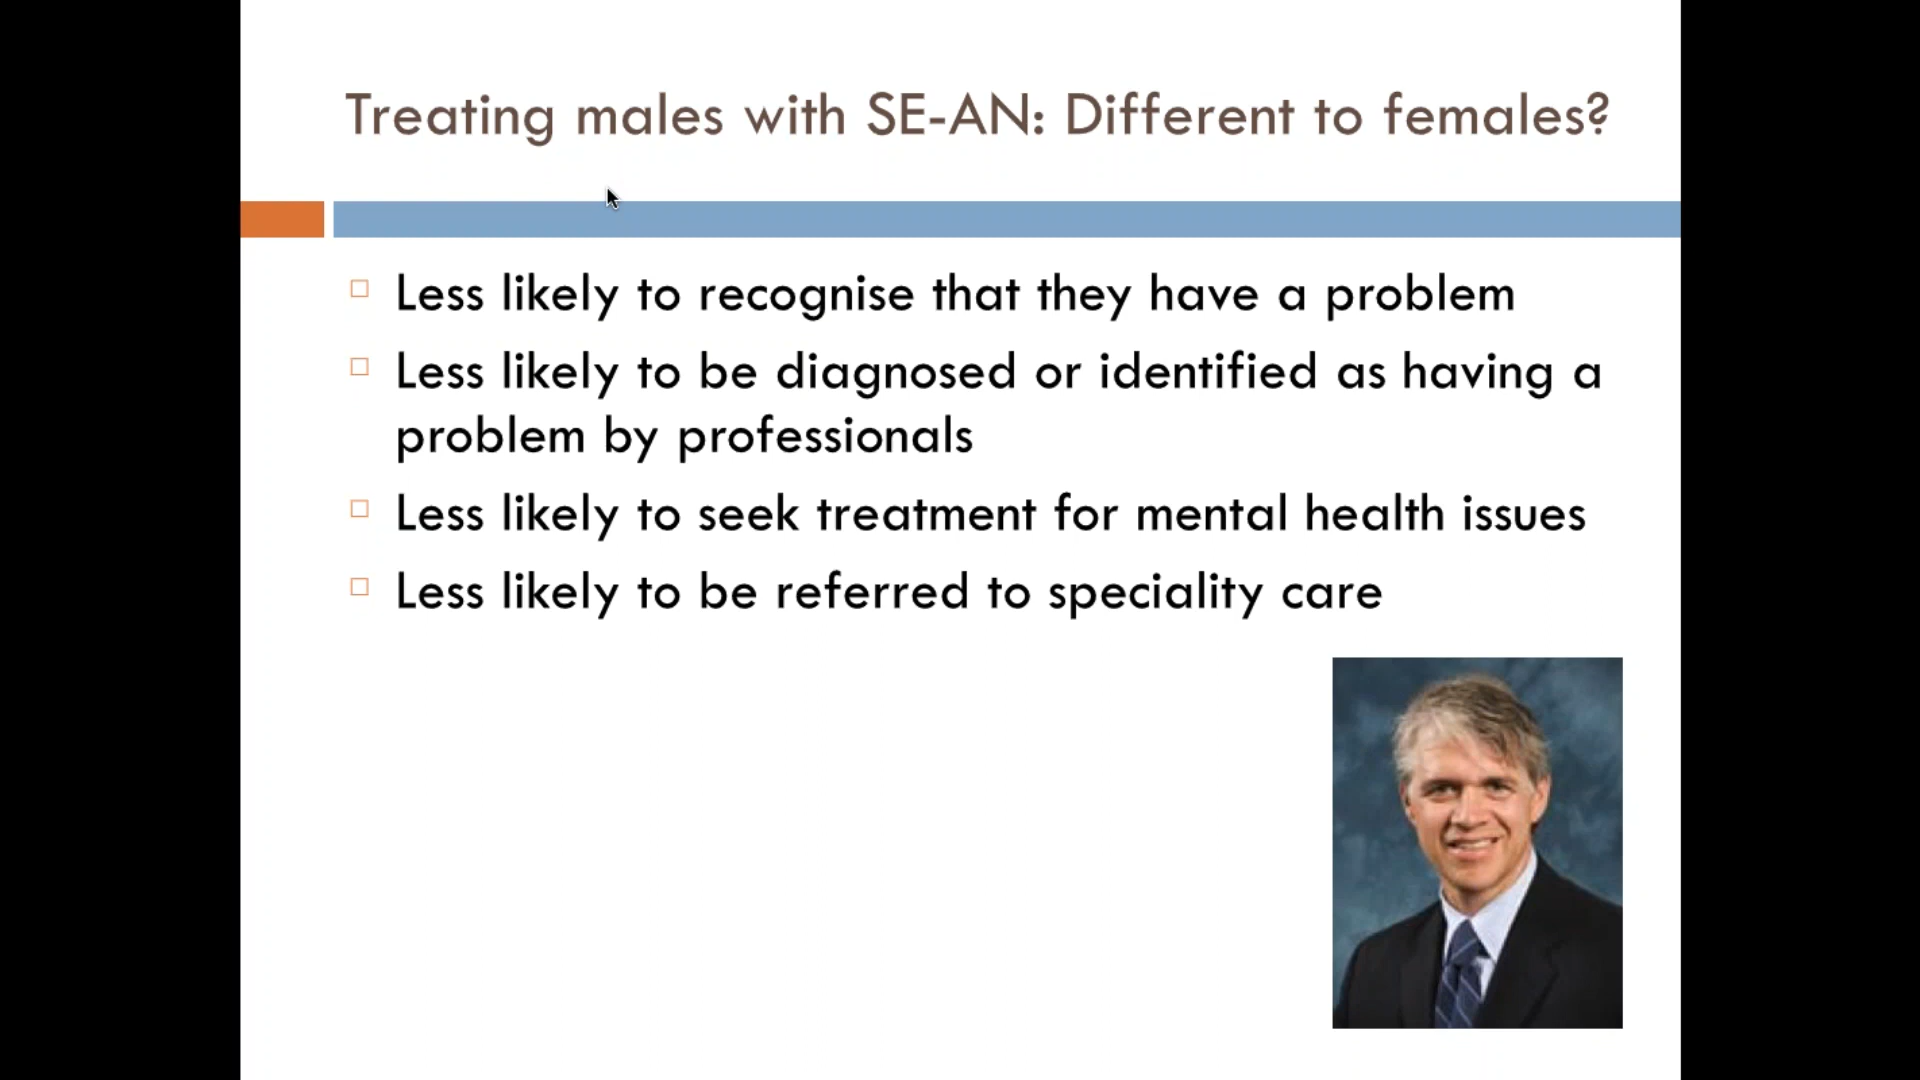 Treating males with SE-AN: Different to females?
Less likely to recognise that they have a problem
Less likely to be diagnosed or identified as having a
problem by professionals
Less likely to seek treatment for mental health issues
Less likely to be referred to speciality care